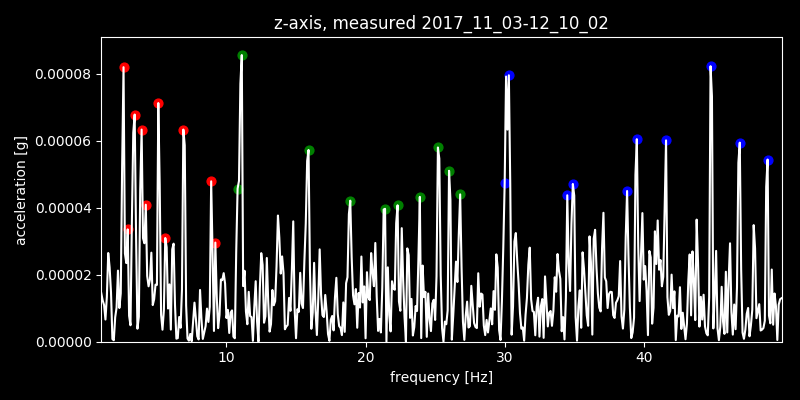 z-axis, measured 2017_11_03-12_10_02
0.00008
0.00006
0.00004
0.00002
0.00000
acceleration [g]
10 20 30 40
frequency [Hz]